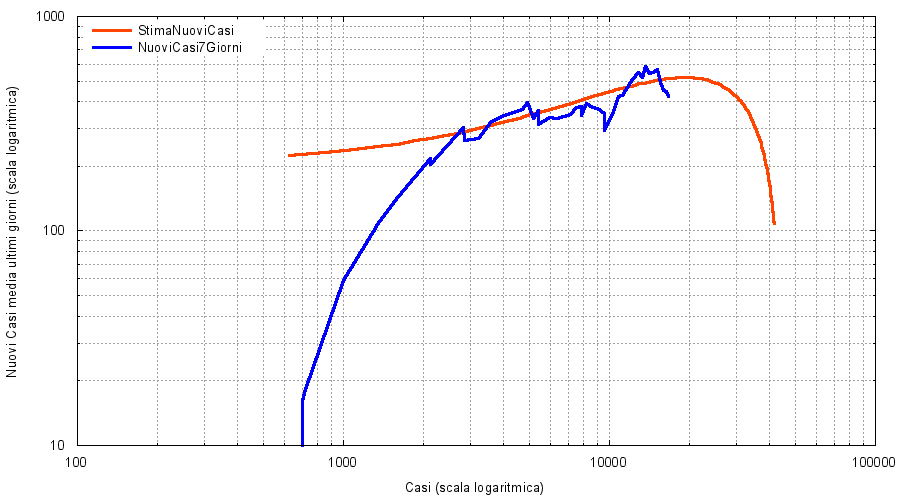 1000
StimaNuoviCasi
NuoviCasi7Giorni
Nuovi Casi media ultimi giorni (scala logaritmica)
100
10
100
1000
10000
100000
Casi (scala logaritmica)